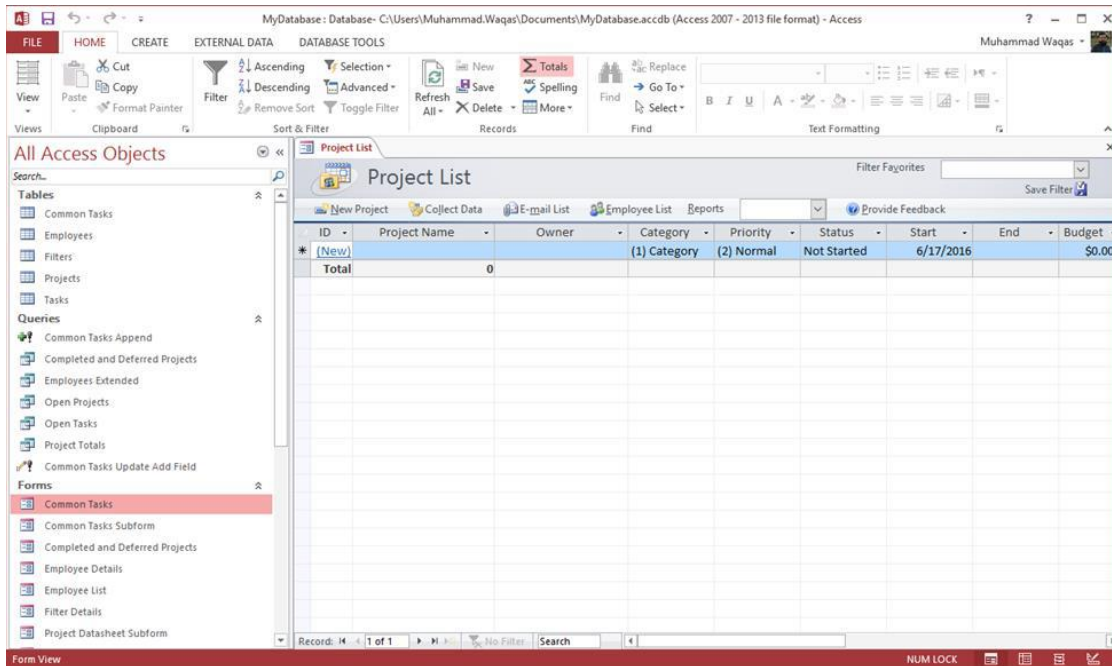 MyDatabase : Database- C:\Users\Muhammad.Waqas\Documents\MyDatabase.accdb (Access 2007 - 2013 file format) - Access
FILE HOME CREATE EXTERNAL DATA DATABASE TOOLS Muhammad Waqas
View
Views
Paste
Cut
Copy
Format Painter
Clipboard
Filter
Ascending
Descending
Remove Sort
Selection
Advanced
Toggle Filter
Sort & Filter
Refresh All
New
Save
Delete
Totals
Spelling
More
Records
Find
Replace
Go To
Select
Find
B I U A
Text Formatting
All Access Objects
Search...
Tables
Common Tasks
Employees
Filters
Projects
Tasks
Queries
Common Tasks Append
Completed and Deferred Projects
Employees Extended
Open Projects
Open Tasks
Project Totals
Common Tasks Update Add Field
Forms
Common Tasks
Common Tasks Subform
Completed and Deferred Projects
Employee Details
Employee List
Filter Details
Project Datasheet Subform
Project List
Project List
Filter Favorites
Save Filter
New Project Collect Data E-mail List Employee List Reports Provide Feedback
ID Project Name Owner Category Priority Status Start End Budget
(New) (1) Category (2) Normal Not Started 6/17/2016 $0.00
Total 0
Record: 1 of 1 No Filter Search
Form View NUM LOCK